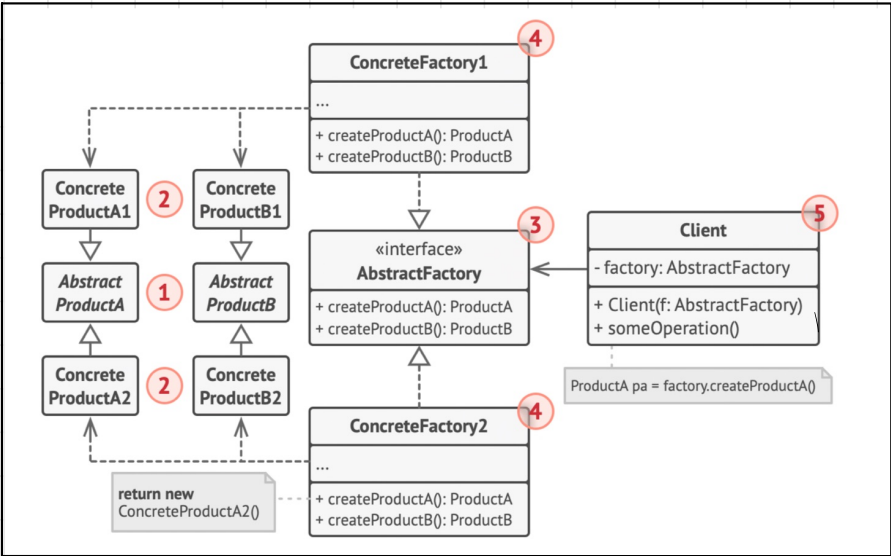 4
ConcreteFactory1
...
+ createProductA(): ProductA
+ createProductB(): ProductB
Concrete
ProductA1
2
Concrete
ProductB1
3
«interface»
AbstractFactory
+ createProductA(): ProductA
+ createProductB(): ProductB
5
Client
- factory: AbstractFactory
+ Client(f: AbstractFactory)
+ someOperation()
Abstract
ProductA
1
Abstract
ProductB
Concrete
ProductA2
2
Concrete
ProductB2
ProductA pa = factory.createProductA()
4
ConcreteFactory2
...
+ createProductA(): ProductA
+ createProductB(): ProductB
return new
ConcreteProductA2()